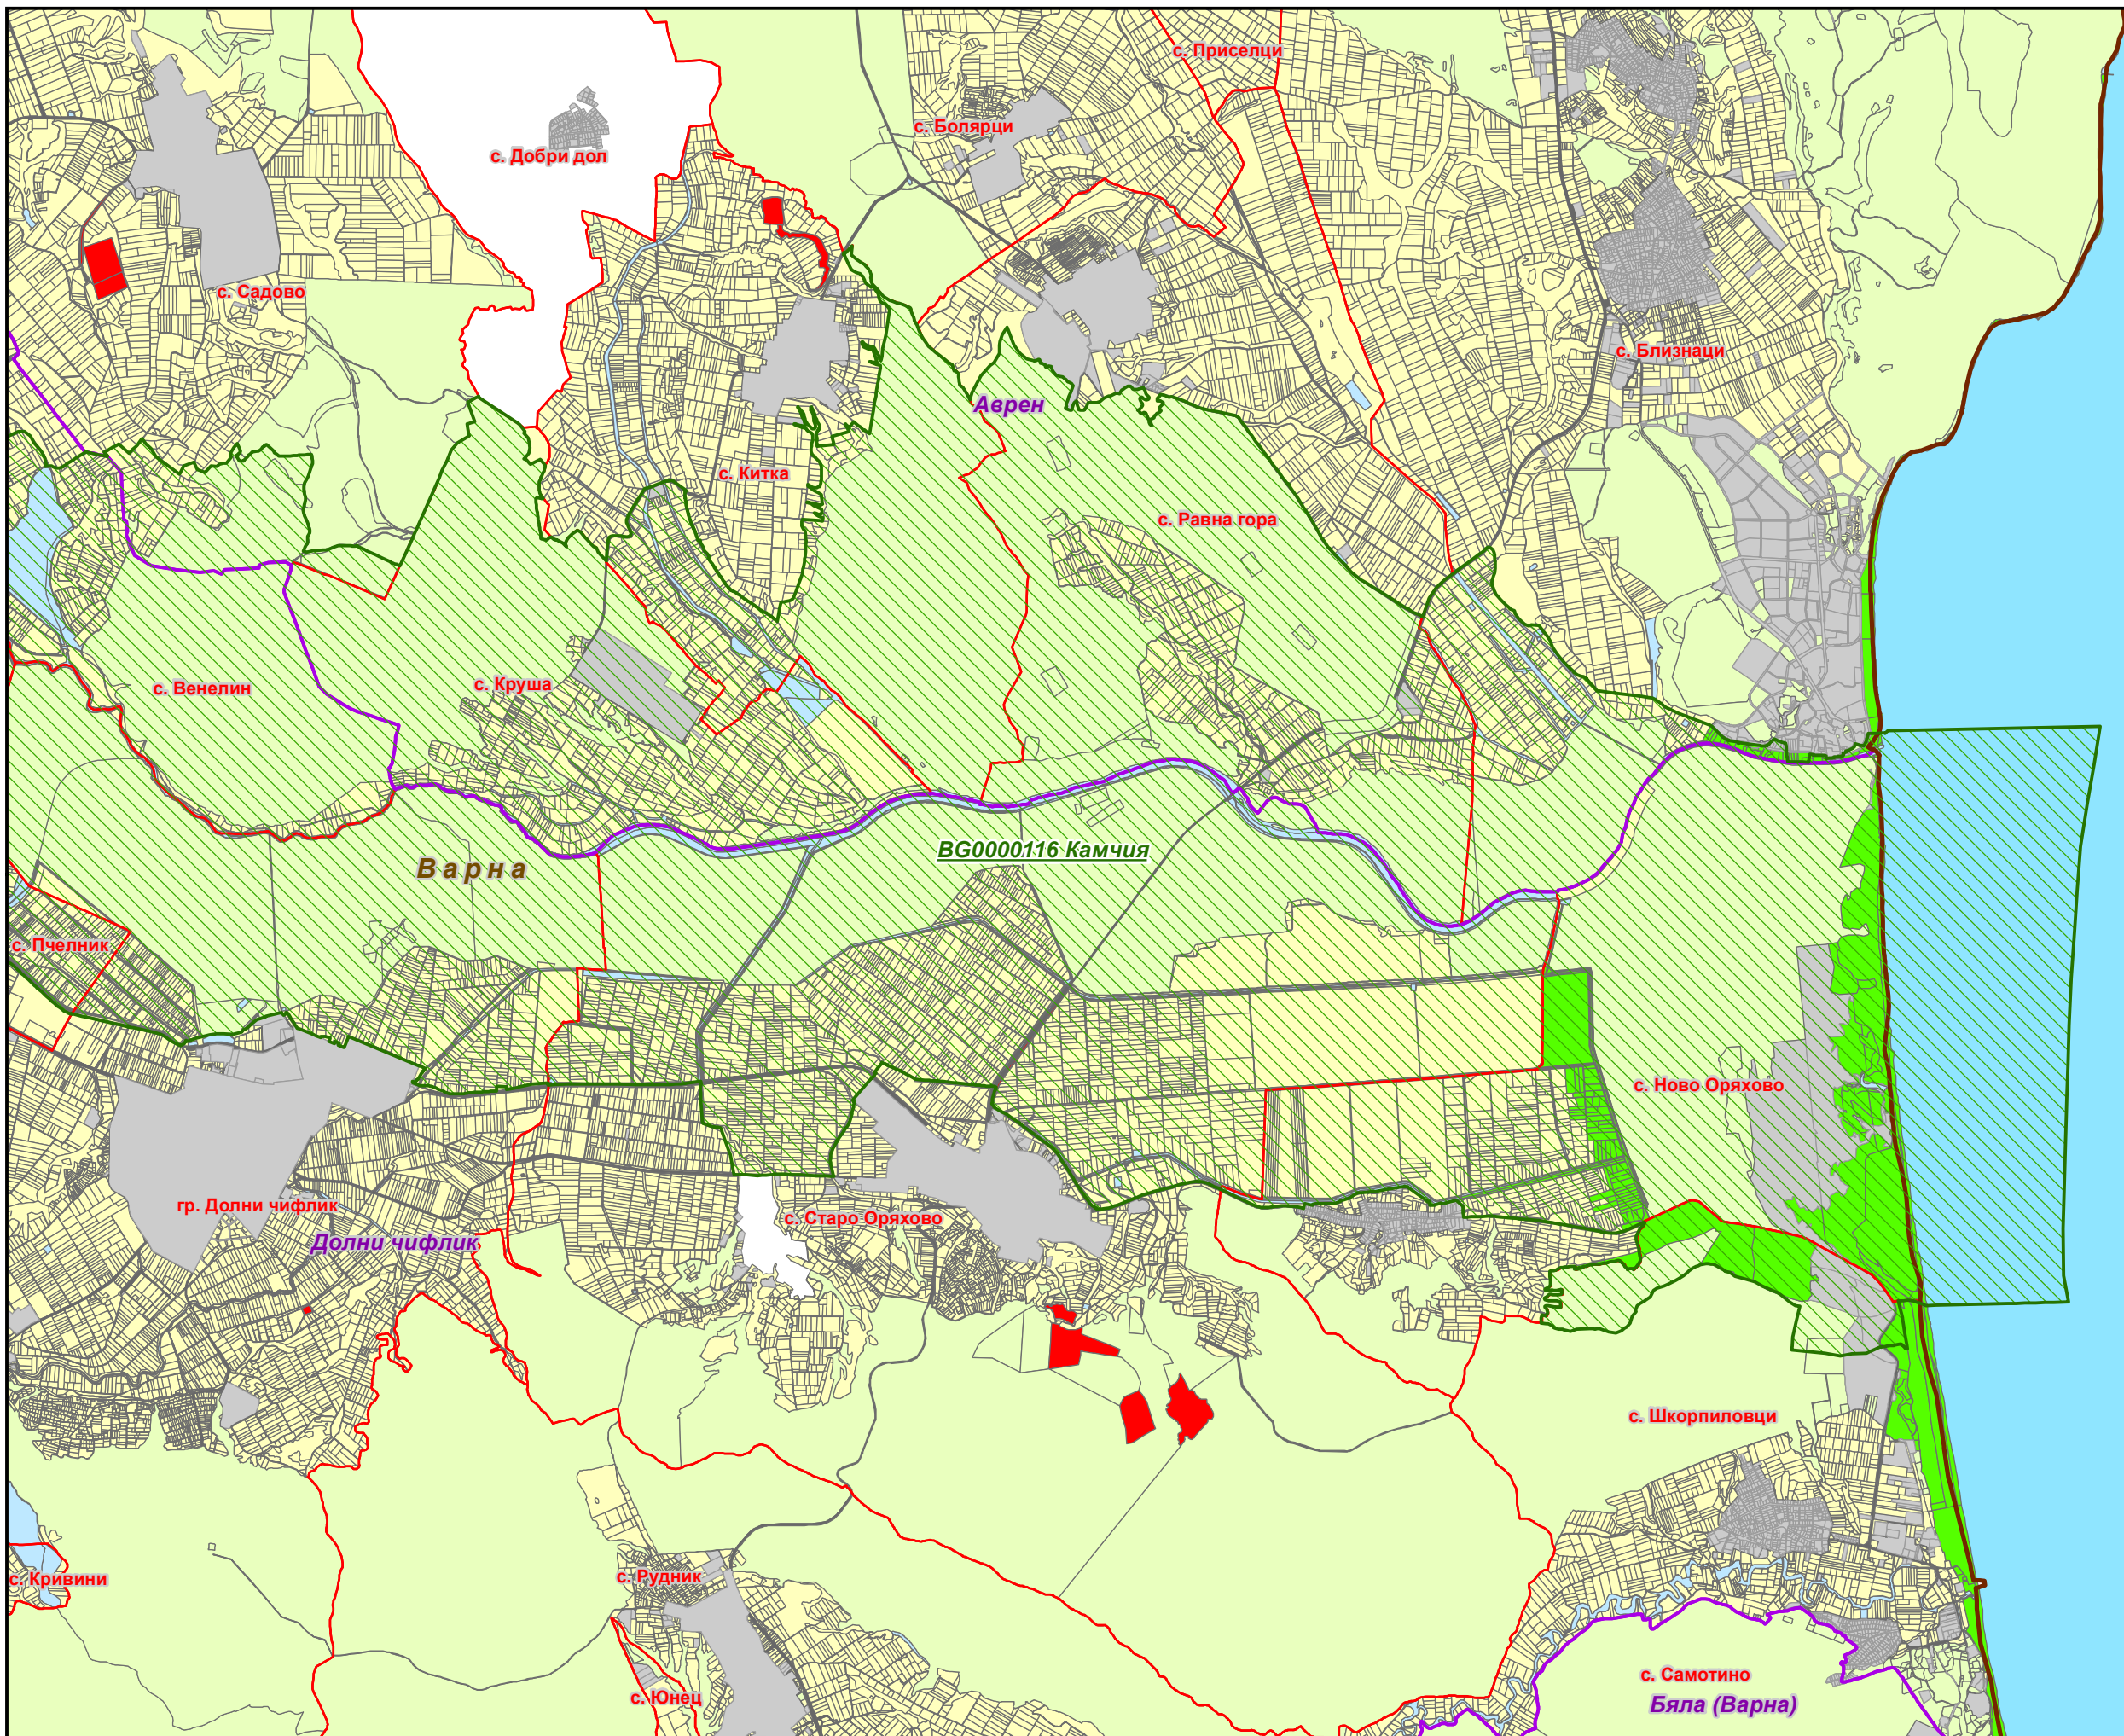 с. Приселци
с. Болярци
с. Добри дол
с. Садово
с. Близнаци
Аврен
с. Китка
с. Равна гора
с. Венелин
с. Круша
BG0000116 Камчия
Варна
с. Пчелник
с. Ново Оряхово
гр. Долни чифлик
с. Старо Оряхово
Долни чифлик
с. Шкорпиловци
с. Рудник
с. Кривини
с. Самотино
с. Юнец
Бяла (Варна)